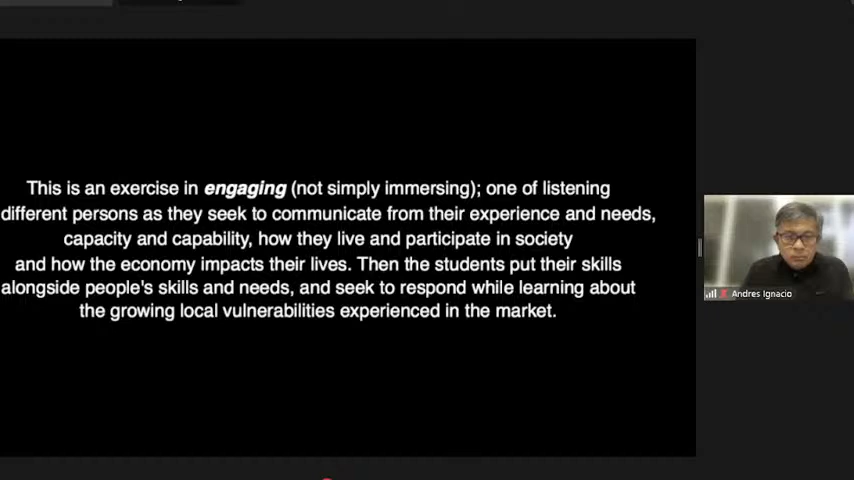 This is an exercise in engaging (not simply immersing); one of listening
different persons as they seek to communicate from their experience and needs,
capacity and capability, how they live and participate in society
and how the economy impacts their lives. Then the students put their skills
alongside people's skills and needs, and seek to respond while learning about
the growing local vulnerabilities experienced in the market.
Andres Ignacio